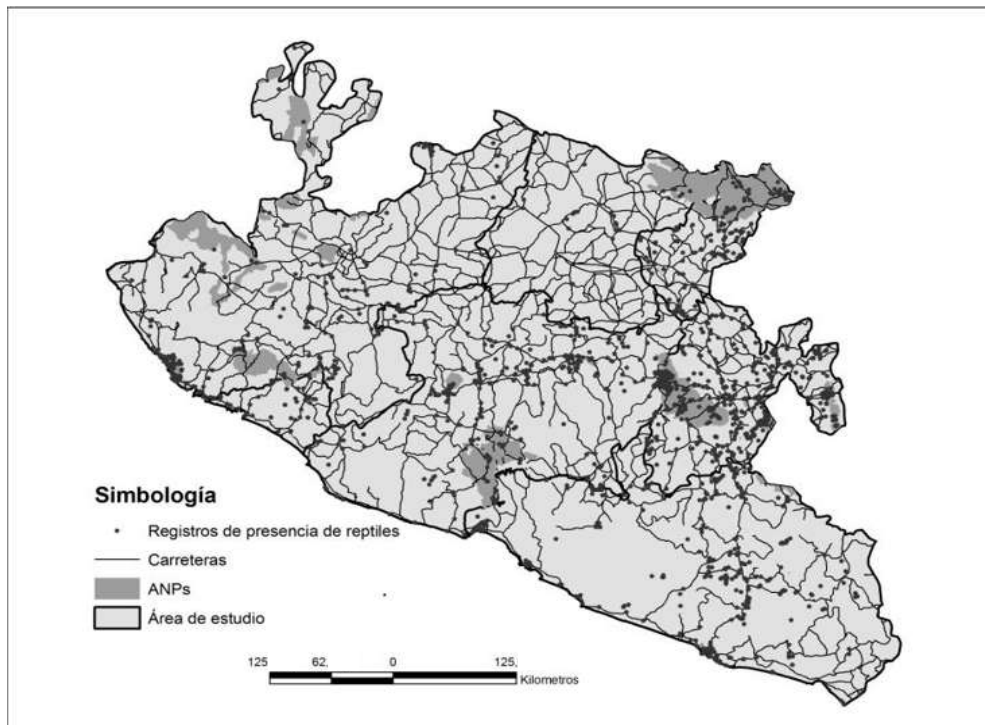 Simbología
Registros de presencia de reptiles
Carreteras
ANPs
Área de estudio
125 62, 0 125,
Kilometros